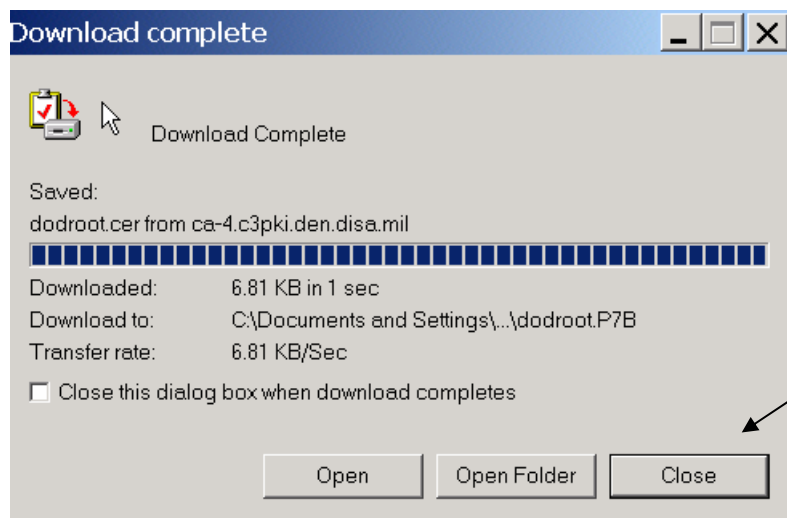 Download complete
Download Complete
Saved:
dodroot.cer from ca-4.c3pki.den.disa.mil
Downloaded: 6.81 KB in 1 sec
Download to: C:\Documents and Settings\...\dodroot.P7B
Transfer rate: 6.81 KB/Sec
Close this dialog box when download completes
Open Open Folder Close